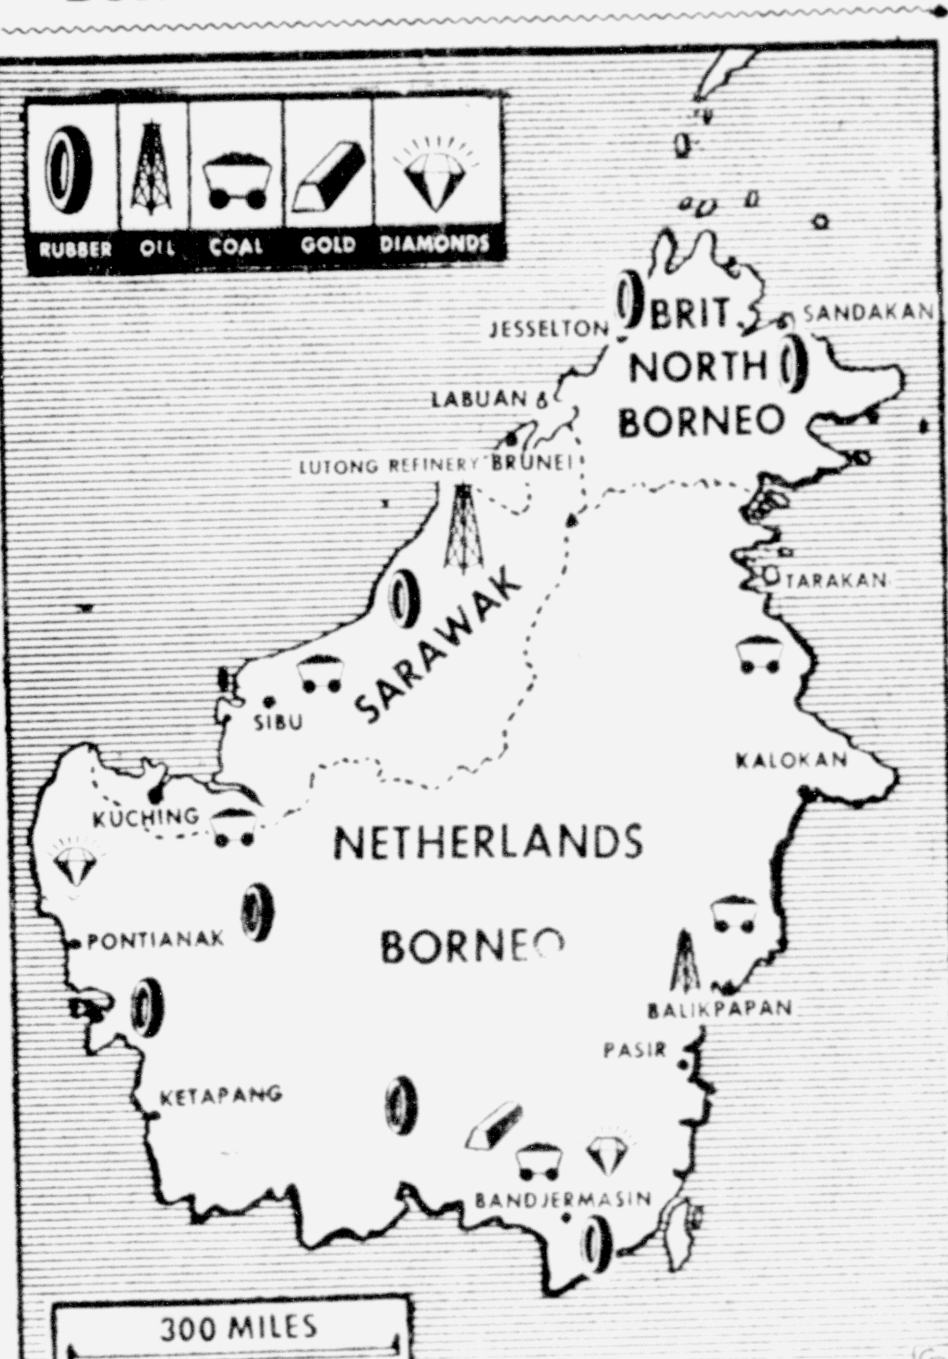 RUBBER OIL COAL GOLD DIAMONDS
BRIT.
SANDAKAN
JESSELTON
NORTH
LABUAN
BORNEO
LUTONG REFINERY
BRUNEI
TARAKAN
SARAWAK
SIBU
KALOKAN
KUCHING
NETHERLANDS
PONTIANAK
BORNEO
BALIKPAPAN
PASIR
KETAPANG
BANDJERMASIN
300 MILES